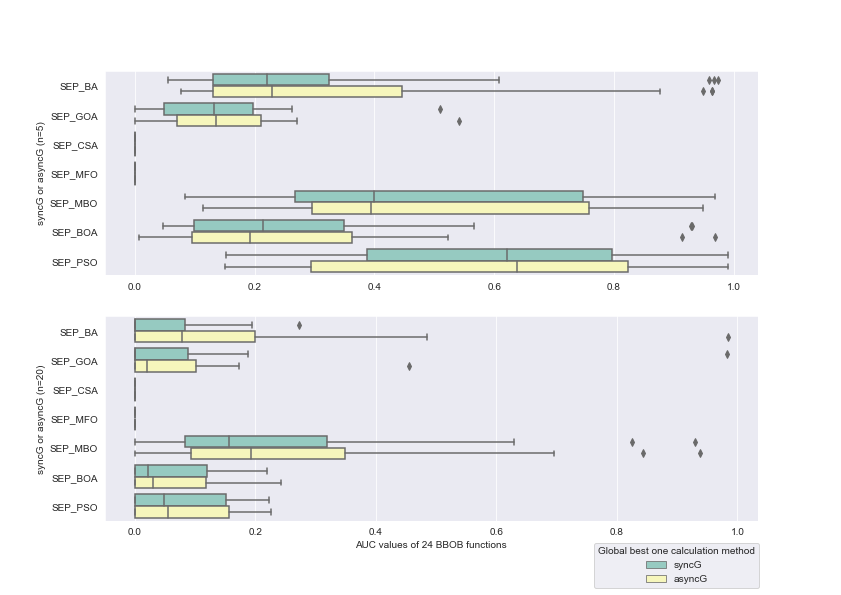 syncG or asyncG (n=5)
SEP_BA
SEP_GOA
SEP_CSA
SEP_MFO
SEP_MBO
SEP_BOA
SEP_PSO
0.0 0.2 0.4 0.6 0.8 1.0
syncG or asyncG (n=20)
SEP_BA
SEP_GOA
SEP_CSA
SEP_MFO
SEP_MBO
SEP_BOA
SEP_PSO
0.0 0.2 0.4 0.6 0.8 1.0
AUC values of 24 BBOB functions
Global best one calculation method
syncG
asyncG